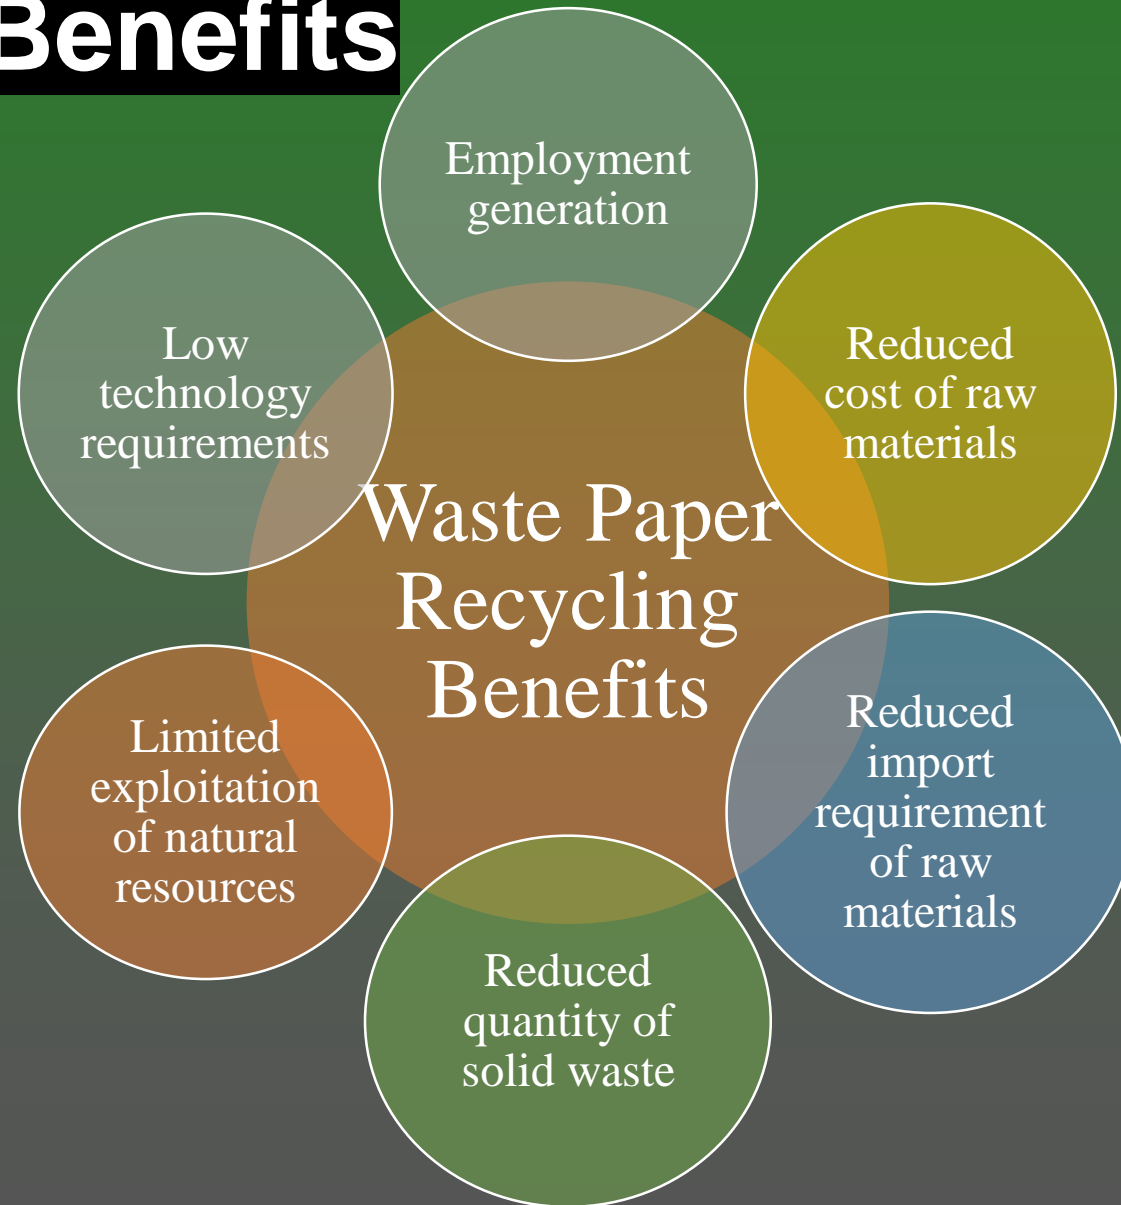 Benefits
Employment
generation
Reduced
cost of raw
materials
Reduced
import
requirement
of raw
materials
Reduced
quantity of
solid waste
Limited
exploitation
of natural
resources
Low
technology
requirements
Waste Paper
Recycling
Benefits